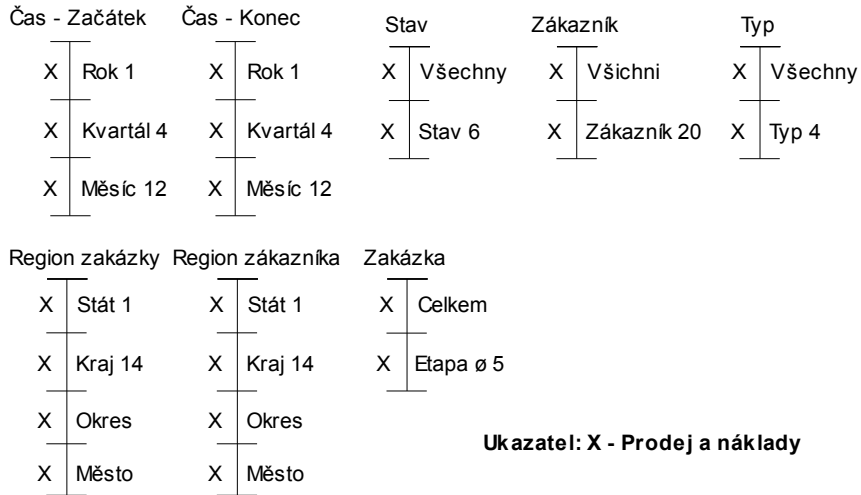 Čas - Začátek Čas - Konec Stav Zákazník Typ
X Rok 1 X Rok 1 X Všechny X Všichni X Všechny
X Kvartál 4 X Kvartál 4 X Stav 6 X Zákazník 20 X Typ 4
X Měsíc 12 X Měsíc 12
Region zakázky Region zákazníka Zakázka
X Stát 1 X Stát 1 X Celkem
X Kraj 14 X Kraj 14 X Etapa ø 5
X Okres X Okres
Ukazatel: X - Prodej a náklady
X Město X Město